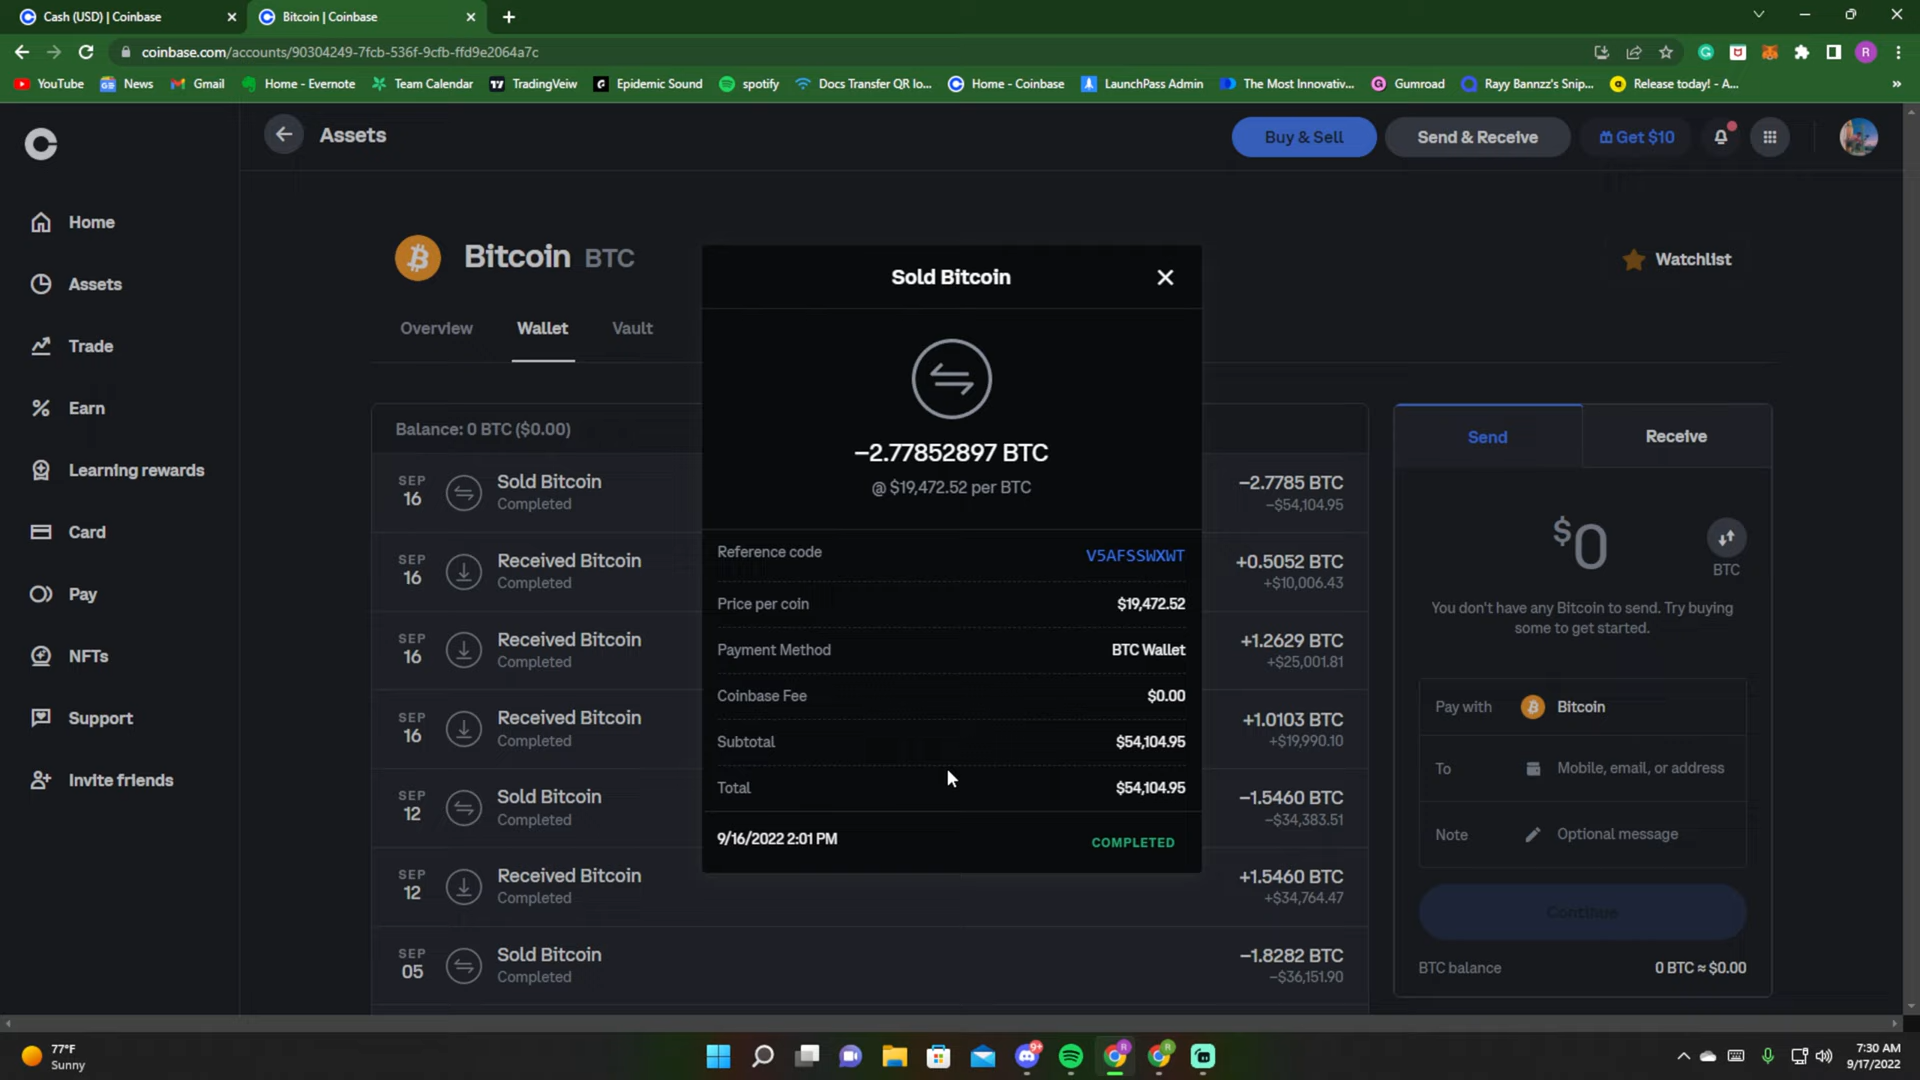 Cash (USD) | Coinbase
Bitcoin | Coinbase
coinbase.com/accounts/90304249-7fcb-536f-9cfb-ffd9e2064a7c
YouTube
News
Gmail
Home - Evernote
Team Calendar
TradingVeiw
Epidemic Sound
spotify
Docs Transfer QR lo...
Home - Coinbase
LaunchPass Admin
The Most Innovativ...
Gumroad
Rayy Bannzz's Snip...
Release today! - A...
Assets
Buy & Sell
Send & Receive
Get $10
Home
Assets
Trade
Earn
Learning rewards
Card
Pay
NFTs
Support
Invite friends
Bitcoin BTC
Watchlist
Overview
Wallet
Vault
Balance: 0 BTC ($0.00)
SEP 16
Sold Bitcoin
Completed
−2.7785 BTC
−$54,104.95
SEP 16
Received Bitcoin
Completed
+0.5052 BTC
+$10,006.43
SEP 16
Received Bitcoin
Completed
+1.2629 BTC
+$25,001.81
SEP 16
Received Bitcoin
Completed
+1.0103 BTC
+$19,990.10
SEP 12
Sold Bitcoin
Completed
−1.5460 BTC
−$34,383.51
SEP 12
Received Bitcoin
Completed
+1.5460 BTC
+$34,764.47
SEP 05
Sold Bitcoin
Completed
−1.8282 BTC
−$36,151.90
Sold Bitcoin
−2.77852897 BTC
@ $19,472.52 per BTC
Reference code V5AFSSWXWT
Price per coin $19,472.52
Payment Method BTC Wallet
Coinbase Fee $0.00
Subtotal $54,104.95
Total $54,104.95
9/16/2022 2:01 PM COMPLETED
Send
Receive
$0
BTC
You don't have any Bitcoin to send. Try buying
some to get started.
Pay with Bitcoin
To Mobile, email, or address
Note Optional message
Continue
BTC balance 0 BTC ≈ $0.00
77°F
Sunny
9+
R
R
R
7:30 AM
9/17/2022